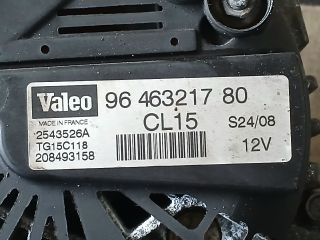 Valeo 96 463217 80
MADE IN FRANCE CL15 S24/08
2543526A
TG15C118 12V
208493158